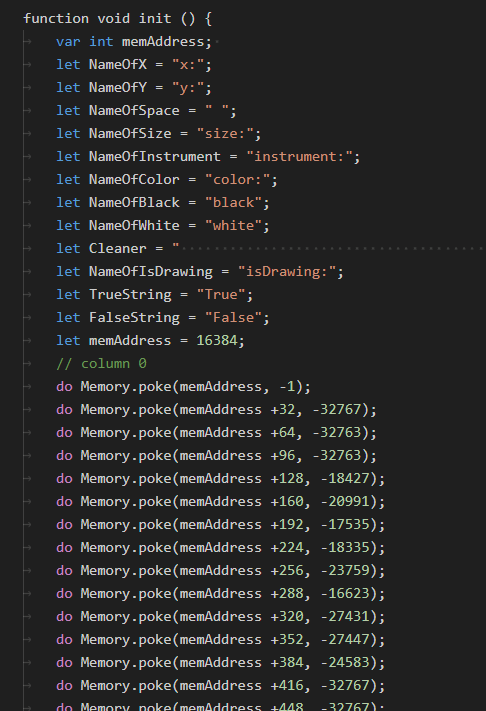 function void init () {
var int memAddress;
let NameOfX = "x:";
let NameOfY = "y:";
let NameOfSpace = " ";
let NameOfSize = "size:";
let NameOfInstrument = "instrument:";
let NameOfColor = "color:";
let NameOfBlack = "black";
let NameOfWhite = "white";
let Cleaner = "
let NameOfIsDrawing = "isDrawing:";
let TrueString = "True";
let FalseString = "False";
let memAddress = 16384;
// column 0
do Memory.poke(memAddress, -1);
do Memory.poke(memAddress +32, -32767);
do Memory.poke(memAddress +64, -32763);
do Memory.poke(memAddress +96, -32763);
do Memory.poke(memAddress +128, -18427);
do Memory.poke(memAddress +160, -20991);
do Memory.poke(memAddress +192, -17535);
do Memory.poke(memAddress +224, -18335);
do Memory.poke(memAddress +256, -23759);
do Memory.poke(memAddress +288, -16623);
do Memory.poke(memAddress +320, -27431);
do Memory.poke(memAddress +352, -27447);
do Memory.poke(memAddress +384, -24583);
do Memory.poke(memAddress +416, -32767);
do Memory.poke(memAddress +448, -32767);